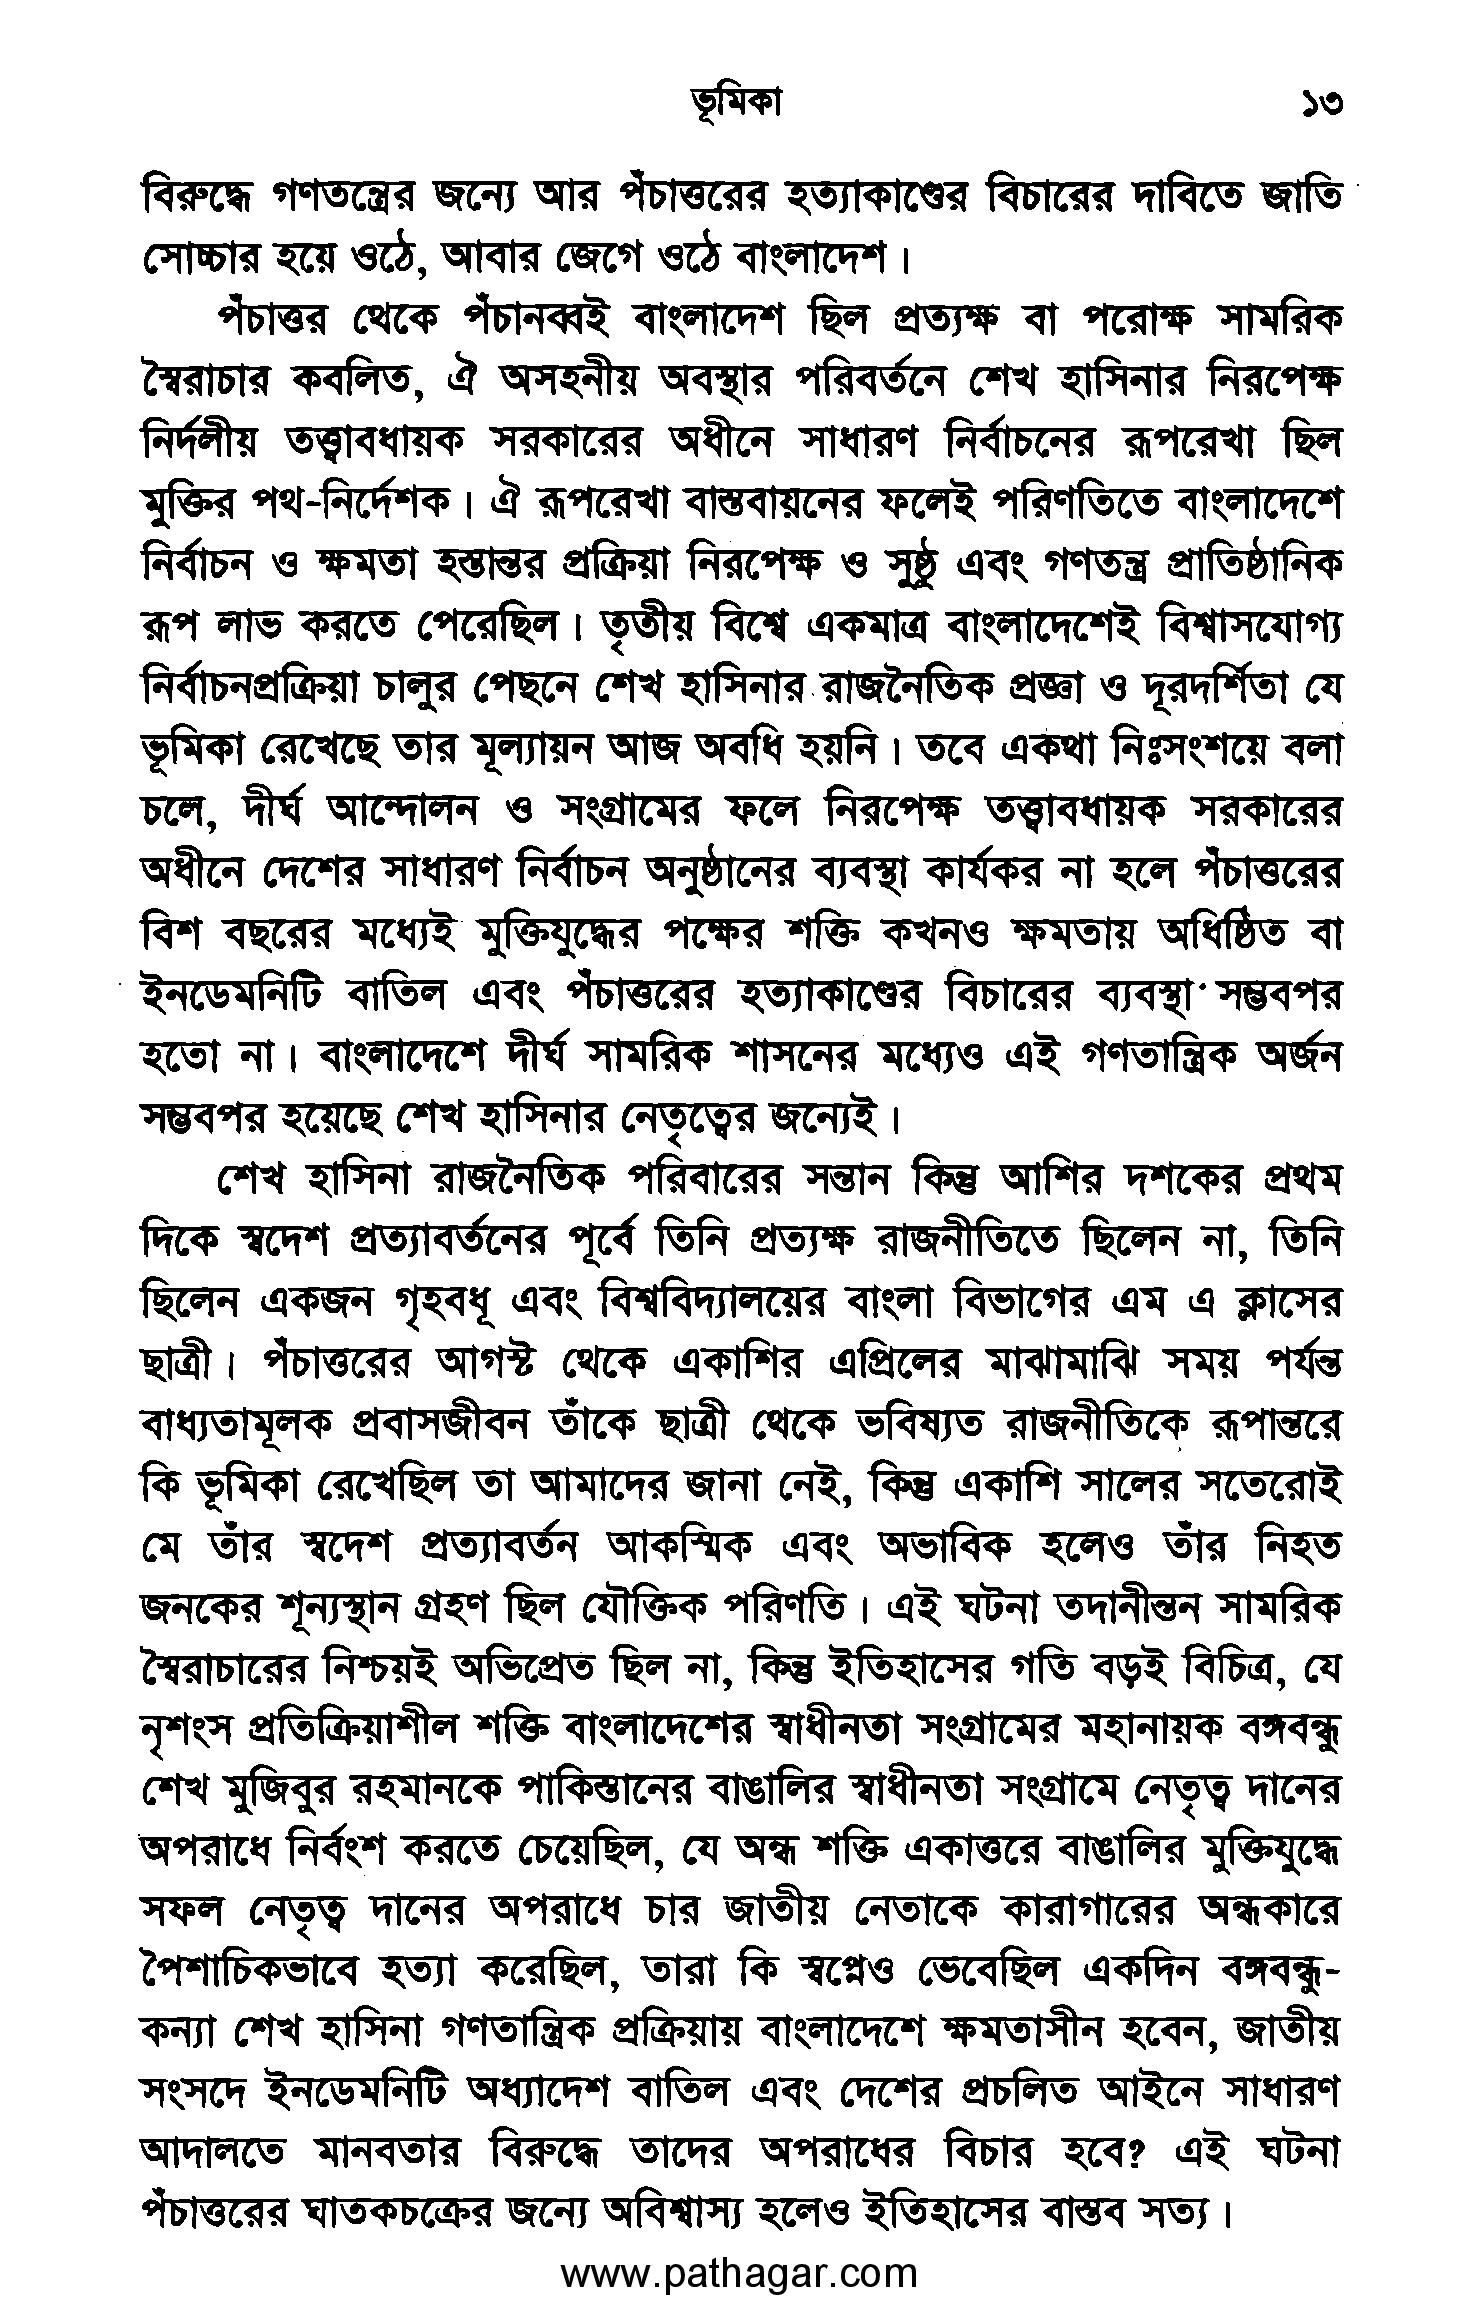 ভূমিকা ১৩
বিরুদ্ধে গণতন্ত্রের জন্যে আর পঁচাত্তরের হত্যাকাণ্ডের বিচারের দাবিতে জাতি
সোচ্চার হয়ে ওঠে, আবার জেগে ওঠে বাংলাদেশ।
পঁচাত্তর থেকে পঁচানব্বই বাংলাদেশ ছিল প্রত্যক্ষ বা পরোক্ষ সামরিক
স্বৈরাচার কবলিত, ঐ অসহনীয় অবস্থার পরিবর্তনে শেখ হাসিনার নিরপেক্ষ
নির্দলীয় তত্ত্বাবধায়ক সরকারের অধীনে সাধারণ নির্বাচনের রূপরেখা ছিল
মুক্তির পথ-নির্দেশক। ঐ রূপরেখা বাস্তবায়নের ফলেই পরিণতিতে বাংলাদেশে
নির্বাচন ও ক্ষমতা হস্তান্তর প্রক্রিয়া নিরপেক্ষ ও সুষ্ঠু এবং গণতন্ত্র প্রাতিষ্ঠানিক
রূপ লাভ করতে পেরেছিল। তৃতীয় বিশ্বে একমাত্র বাংলাদেশেই বিশ্বাসযোগ্য
নির্বাচনপ্রক্রিয়া চালুর পেছনে শেখ হাসিনার রাজনৈতিক প্রজ্ঞা ও দূরদর্শিতা যে
ভূমিকা রেখেছে তার মূল্যায়ন আজ অবধি হয়নি। তবে একথা নিঃসংশয়ে বলা
চলে, দীর্ঘ আন্দোলন ও সংগ্রামের ফলে নিরপেক্ষ তত্ত্বাবধায়ক সরকারের
অধীনে দেশের সাধারণ নির্বাচন অনুষ্ঠানের ব্যবস্থা কার্যকর না হলে পঁচাত্তরের
বিশ বছরের মধ্যেই মুক্তিযুদ্ধের পক্ষের শক্তি কখনও ক্ষমতায় অধিষ্ঠিত বা
ইনডেমনিটি বাতিল এবং পঁচাত্তরের হত্যাকাণ্ডের বিচারের ব্যবস্থা সম্ভবপর
হতো না। বাংলাদেশে দীর্ঘ সামরিক শাসনের মধ্যেও এই গণতান্ত্রিক অর্জন
সম্ভবপর হয়েছে শেখ হাসিনার নেতৃত্বের জন্যেই।
শেখ হাসিনা রাজনৈতিক পরিবারের সন্তান কিন্তু আশির দশকের প্রথম
দিকে স্বদেশ প্রত্যাবর্তনের পূর্বে তিনি প্রত্যক্ষ রাজনীতিতে ছিলেন না, তিনি
ছিলেন একজন গৃহবধূ এবং বিশ্ববিদ্যালয়ের বাংলা বিভাগের এম এ ক্লাসের
ছাত্রী। পঁচাত্তরের আগস্ট থেকে একাশির এপ্রিলের মাঝামাঝি সময় পর্যন্ত
বাধ্যতামূলক প্রবাসজীবন তাঁকে ছাত্রী থেকে ভবিষ্যত রাজনীতিকে রূপান্তরে
কি ভূমিকা রেখেছিল তা আমাদের জানা নেই, কিন্তু একাশি সালের সতেরোই
মে তাঁর স্বদেশ প্রত্যাবর্তন আকস্মিক এবং অভাবিক হলেও তাঁর নিহত
জনকের শূন্যস্থান গ্রহণ ছিল যৌক্তিক পরিণতি। এই ঘটনা তদানীন্তন সামরিক
স্বৈরাচারের নিশ্চয়ই অভিপ্রেত ছিল না, কিন্তু ইতিহাসের গতি বড়ই বিচিত্র, যে
নৃশংস প্রতিক্রিয়াশীল শক্তি বাংলাদেশের স্বাধীনতা সংগ্রামের মহানায়ক বঙ্গবন্ধু
শেখ মুজিবুর রহমানকে পাকিস্তানের বাঙালির স্বাধীনতা সংগ্রামে নেতৃত্ব দানের
অপরাধে নির্বংশ করতে চেয়েছিল, যে অন্ধ শক্তি একাত্তরে বাঙালির মুক্তিযুদ্ধে
সফল নেতৃত্ব দানের অপরাধে চার জাতীয় নেতাকে কারাগারের অন্ধকারে
পৈশাচিকভাবে হত্যা করেছিল, তারা কি স্বপ্নেও ভেবেছিল একদিন বঙ্গবন্ধু-
কন্যা শেখ হাসিনা গণতান্ত্রিক প্রক্রিয়ায় বাংলাদেশে ক্ষমতাসীন হবেন, জাতীয়
সংসদে ইনডেমনিটি অধ্যাদেশ বাতিল এবং দেশের প্রচলিত আইনে সাধারণ
আদালতে মানবতার বিরুদ্ধে তাদের অপরাধের বিচার হবে? এই ঘটনা
পঁচাত্তরের ঘাতকচক্রের জন্যে অবিশ্বাস্য হলেও ইতিহাসের বাস্তব সত্য।
www.pathagar.com